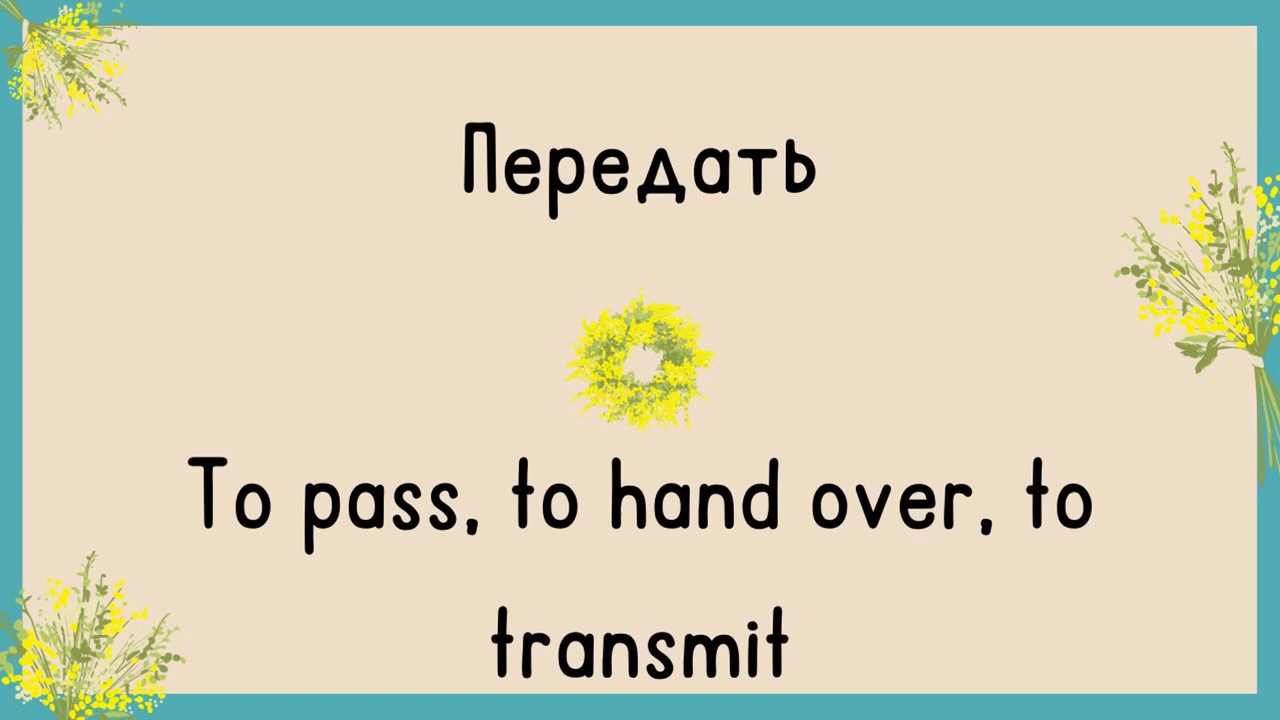 Передать
To pass, to hand over, to
transmit